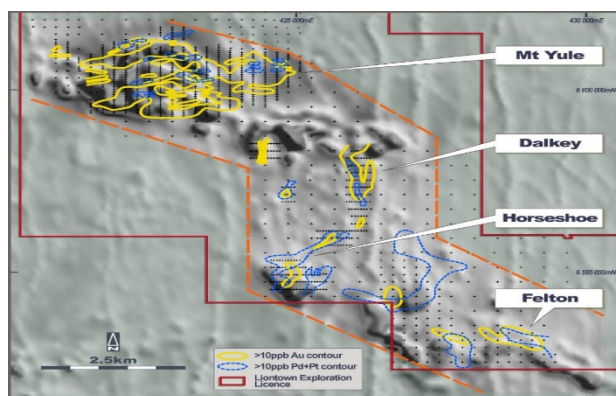 425 000mE
430 000mE
Mt Yule
6 600 000mN
Dalkey
Horseshoe
6 595 000mN
Felton
N
2.5km
>10ppb Au contour
>10ppb Pd+Pt contour
Liontown Exploration
Licence